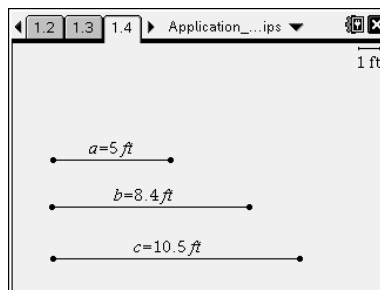 1.2 1.3 1.4 Application_...ips
1 ft
a=5 ft
b=8.4 ft
c=10.5 ft